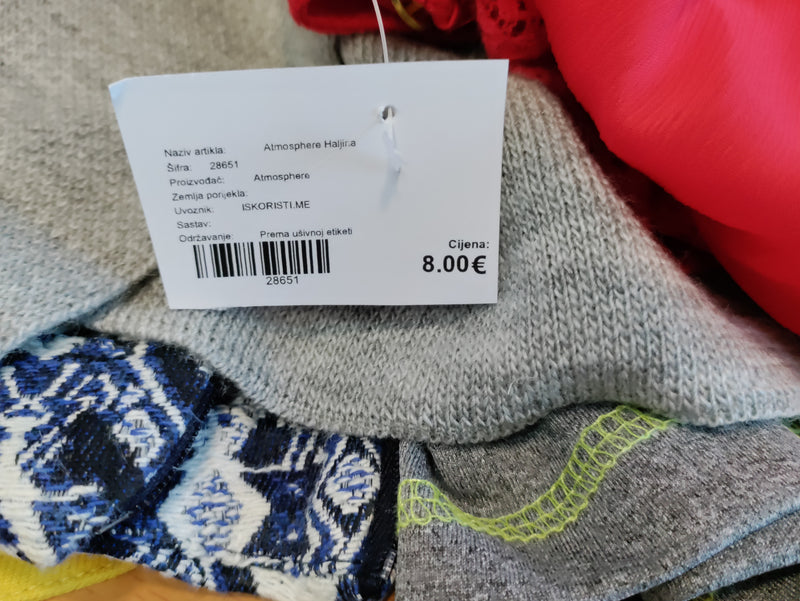 Naziv artikla: Atmosphere Haljina
Šifra: 28651
Proizvođač: Atmosphere
Zemlja porijekla:
Uvoznik: ISKORISTI.ME
Sastav:
Održavanje: Prema ušivnoj etiketi
28651
Cijena:
8.00€